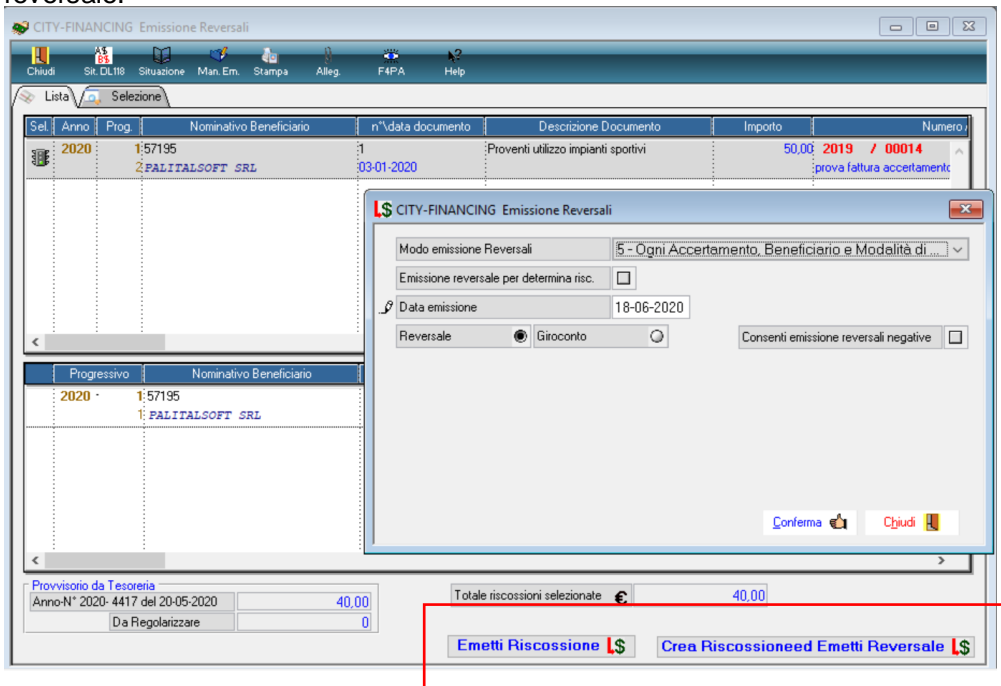 reversale.
CITY-FINANCING Emissione Reversali
Chiudi Sit. DL118 Situazione Man. Em. Stampa Alleg. F4PA Help
Lista Selezione
Sel. Anno Prog. Nominativo Beneficiario n°\data documento Descrizione Documento Importo Numero
2020 1 57195 1 Proventi utilizzo impianti sportivi 50,00 2019 / 00014
2 PALITALSOFT SRL 03-01-2020 prova fattura accertamento
CITY-FINANCING Emissione Reversali
Modo emissione Reversali 5 - Ogni Accertamento, Beneficiario e Modalità di ...
Emissione reversale per determina risc.
Data emissione 18-06-2020
Reversale Giroconto Consenti emissione reversali negative
Progressivo Nominativo Beneficiario
2020 - 1 57195
1 PALITALSOFT SRL
Conferma Chiudi
Provvisorio da Tesoreria
Anno-N° 2020- 4417 del 20-05-2020 40,00
Da Regolarizzare 0
Totale riscossioni selezionate € 40,00
Emetti Riscossione L$ Crea Riscossioneed Emetti Reversale L$